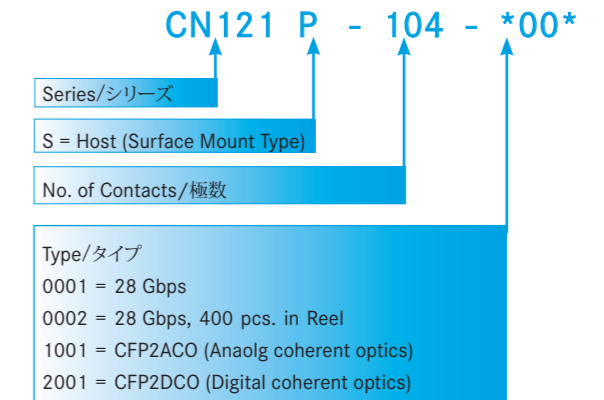 CN121 P - 104 - *00*
Series/シリーズ
S = Host (Surface Mount Type)
No. of Contacts/極数
Type/タイプ
0001 = 28 Gbps
0002 = 28 Gbps, 400 pcs. in Reel
1001 = CFP2ACO (Anaolg coherent optics)
2001 = CFP2DCO (Digital coherent optics)